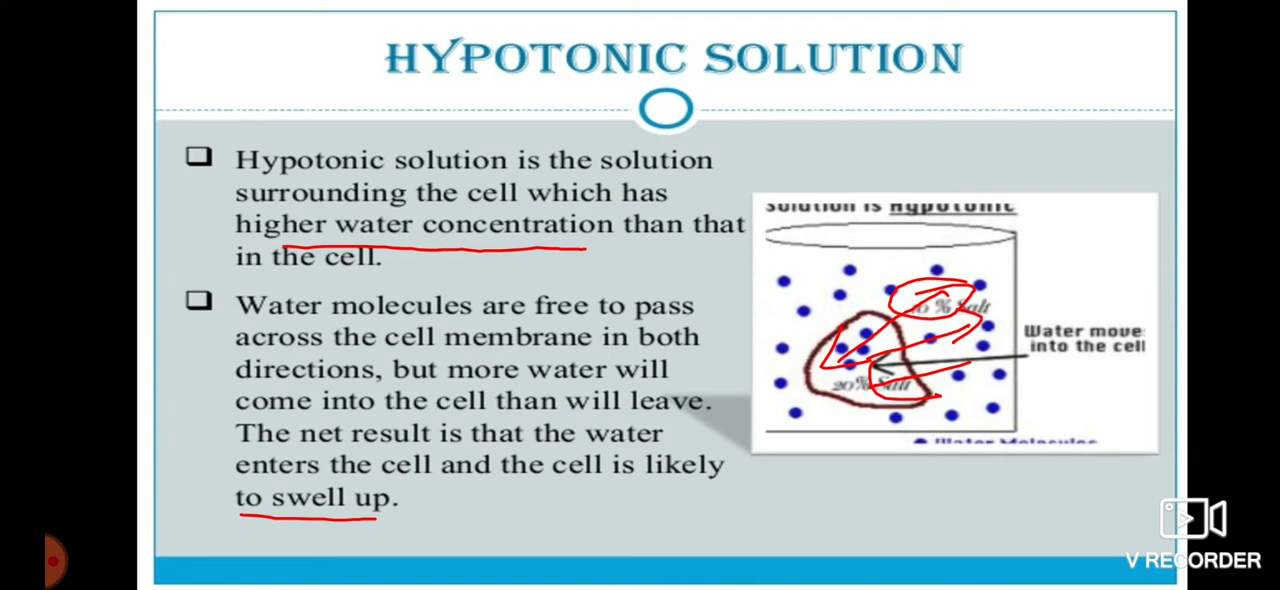 HYPOTONIC SOLUTION
Hypotonic solution is the solution
surrounding the cell which has
higher water concentration than that
in the cell.
Water molecules are free to pass
across the cell membrane in both
directions, but more water will
come into the cell than will leave.
The net result is that the water
enters the cell and the cell is likely
to swell up.
Solution is Hypotonic
10 % Salt
Water move
into the cell
20% Salt
Water Molecules
V RECORDER